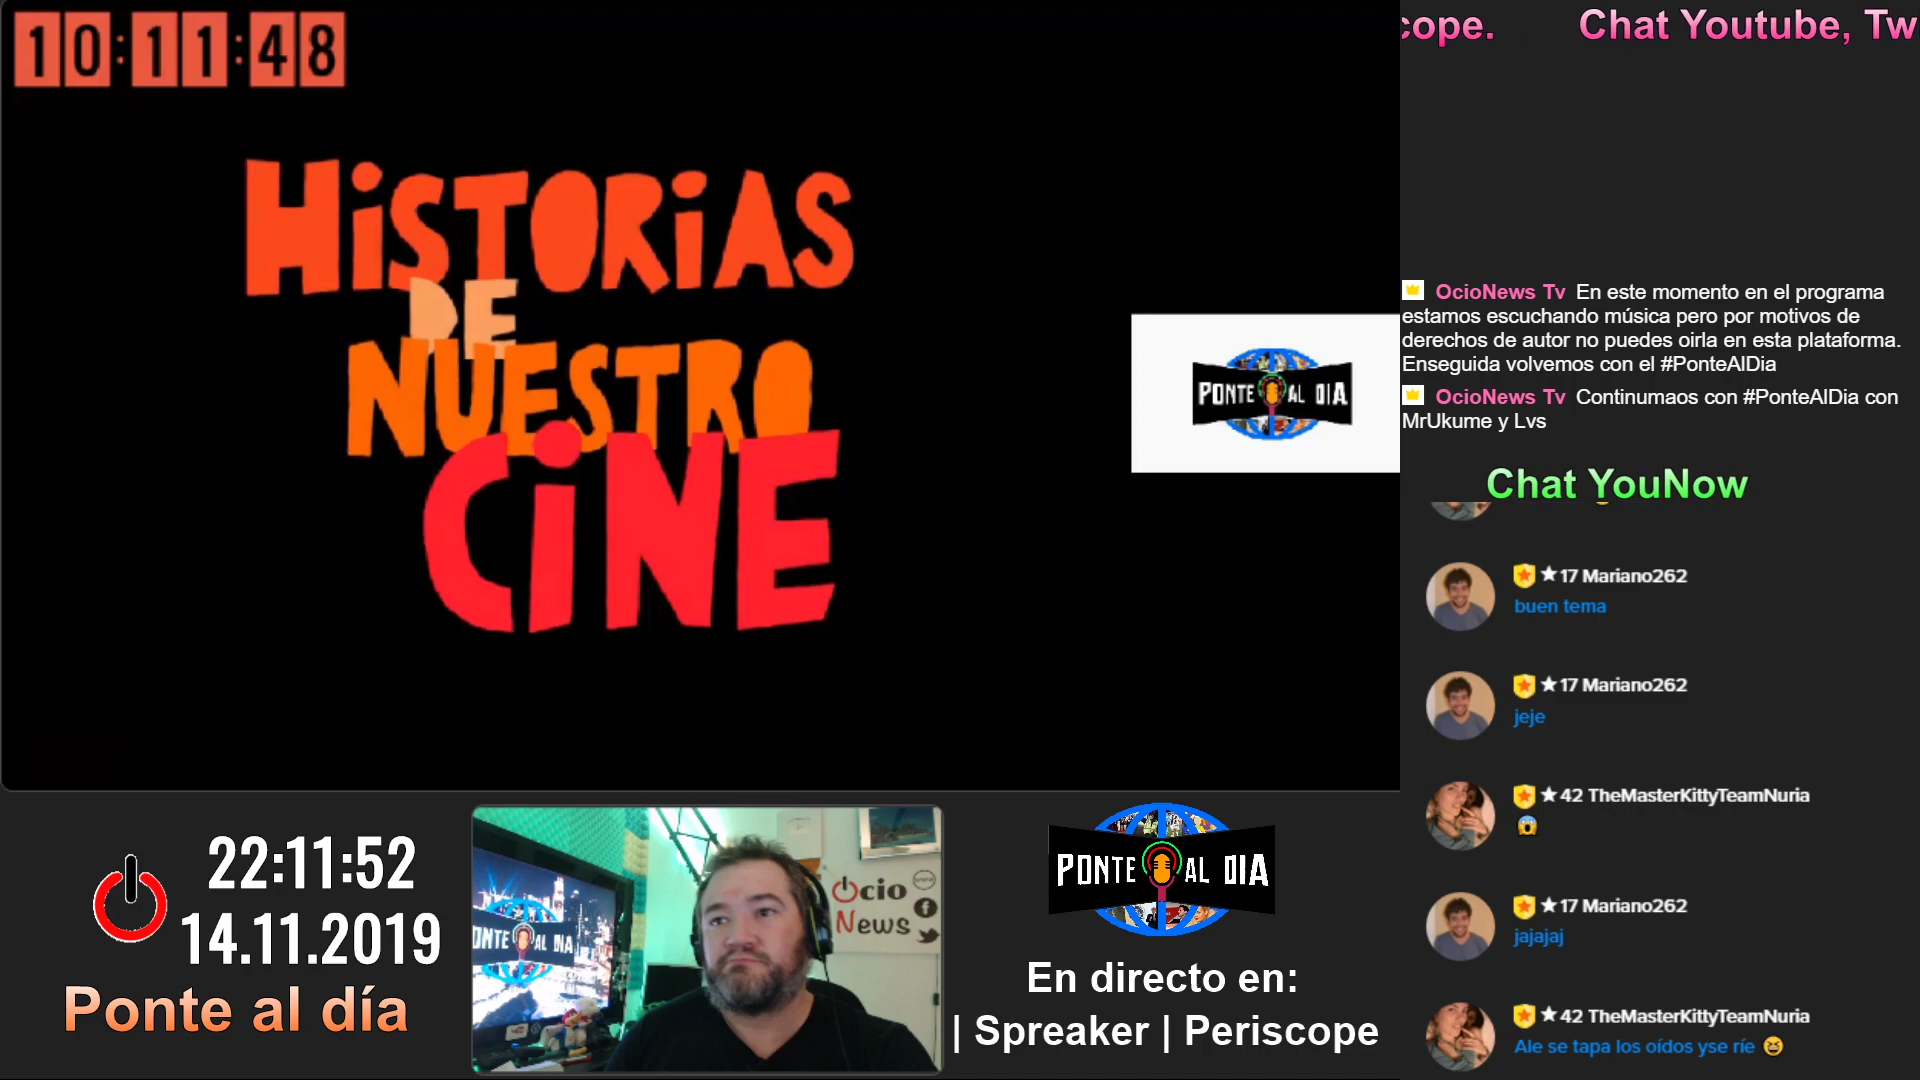 10:11:48
HiSTORiAS
DE
NUESTRO
CiNE
PONTE AL DIA
cope. Chat Youtube, Tw
OcioNews Tv En este momento en el programa
estamos escuchando música pero por motivos de
derechos de autor no puedes oirla en esta plataforma.
Enseguida volvemos con el #PonteAlDia
OcioNews Tv Continumaos con #PonteAlDia con
MrUkume y Lvs
Chat YouNow
★17 Mariano262
buen tema
★17 Mariano262
jeje
★42 TheMasterKittyTeamNuria
😱
★17 Mariano262
jajajaj
★42 TheMasterKittyTeamNuria
Ale se tapa los oídos yse ríe 😆
22:11:52
14.11.2019
Ponte al día
PONTE AL DIA
Ocio
News
PONTE AL DIA
En directo en:
| Spreaker | Periscope